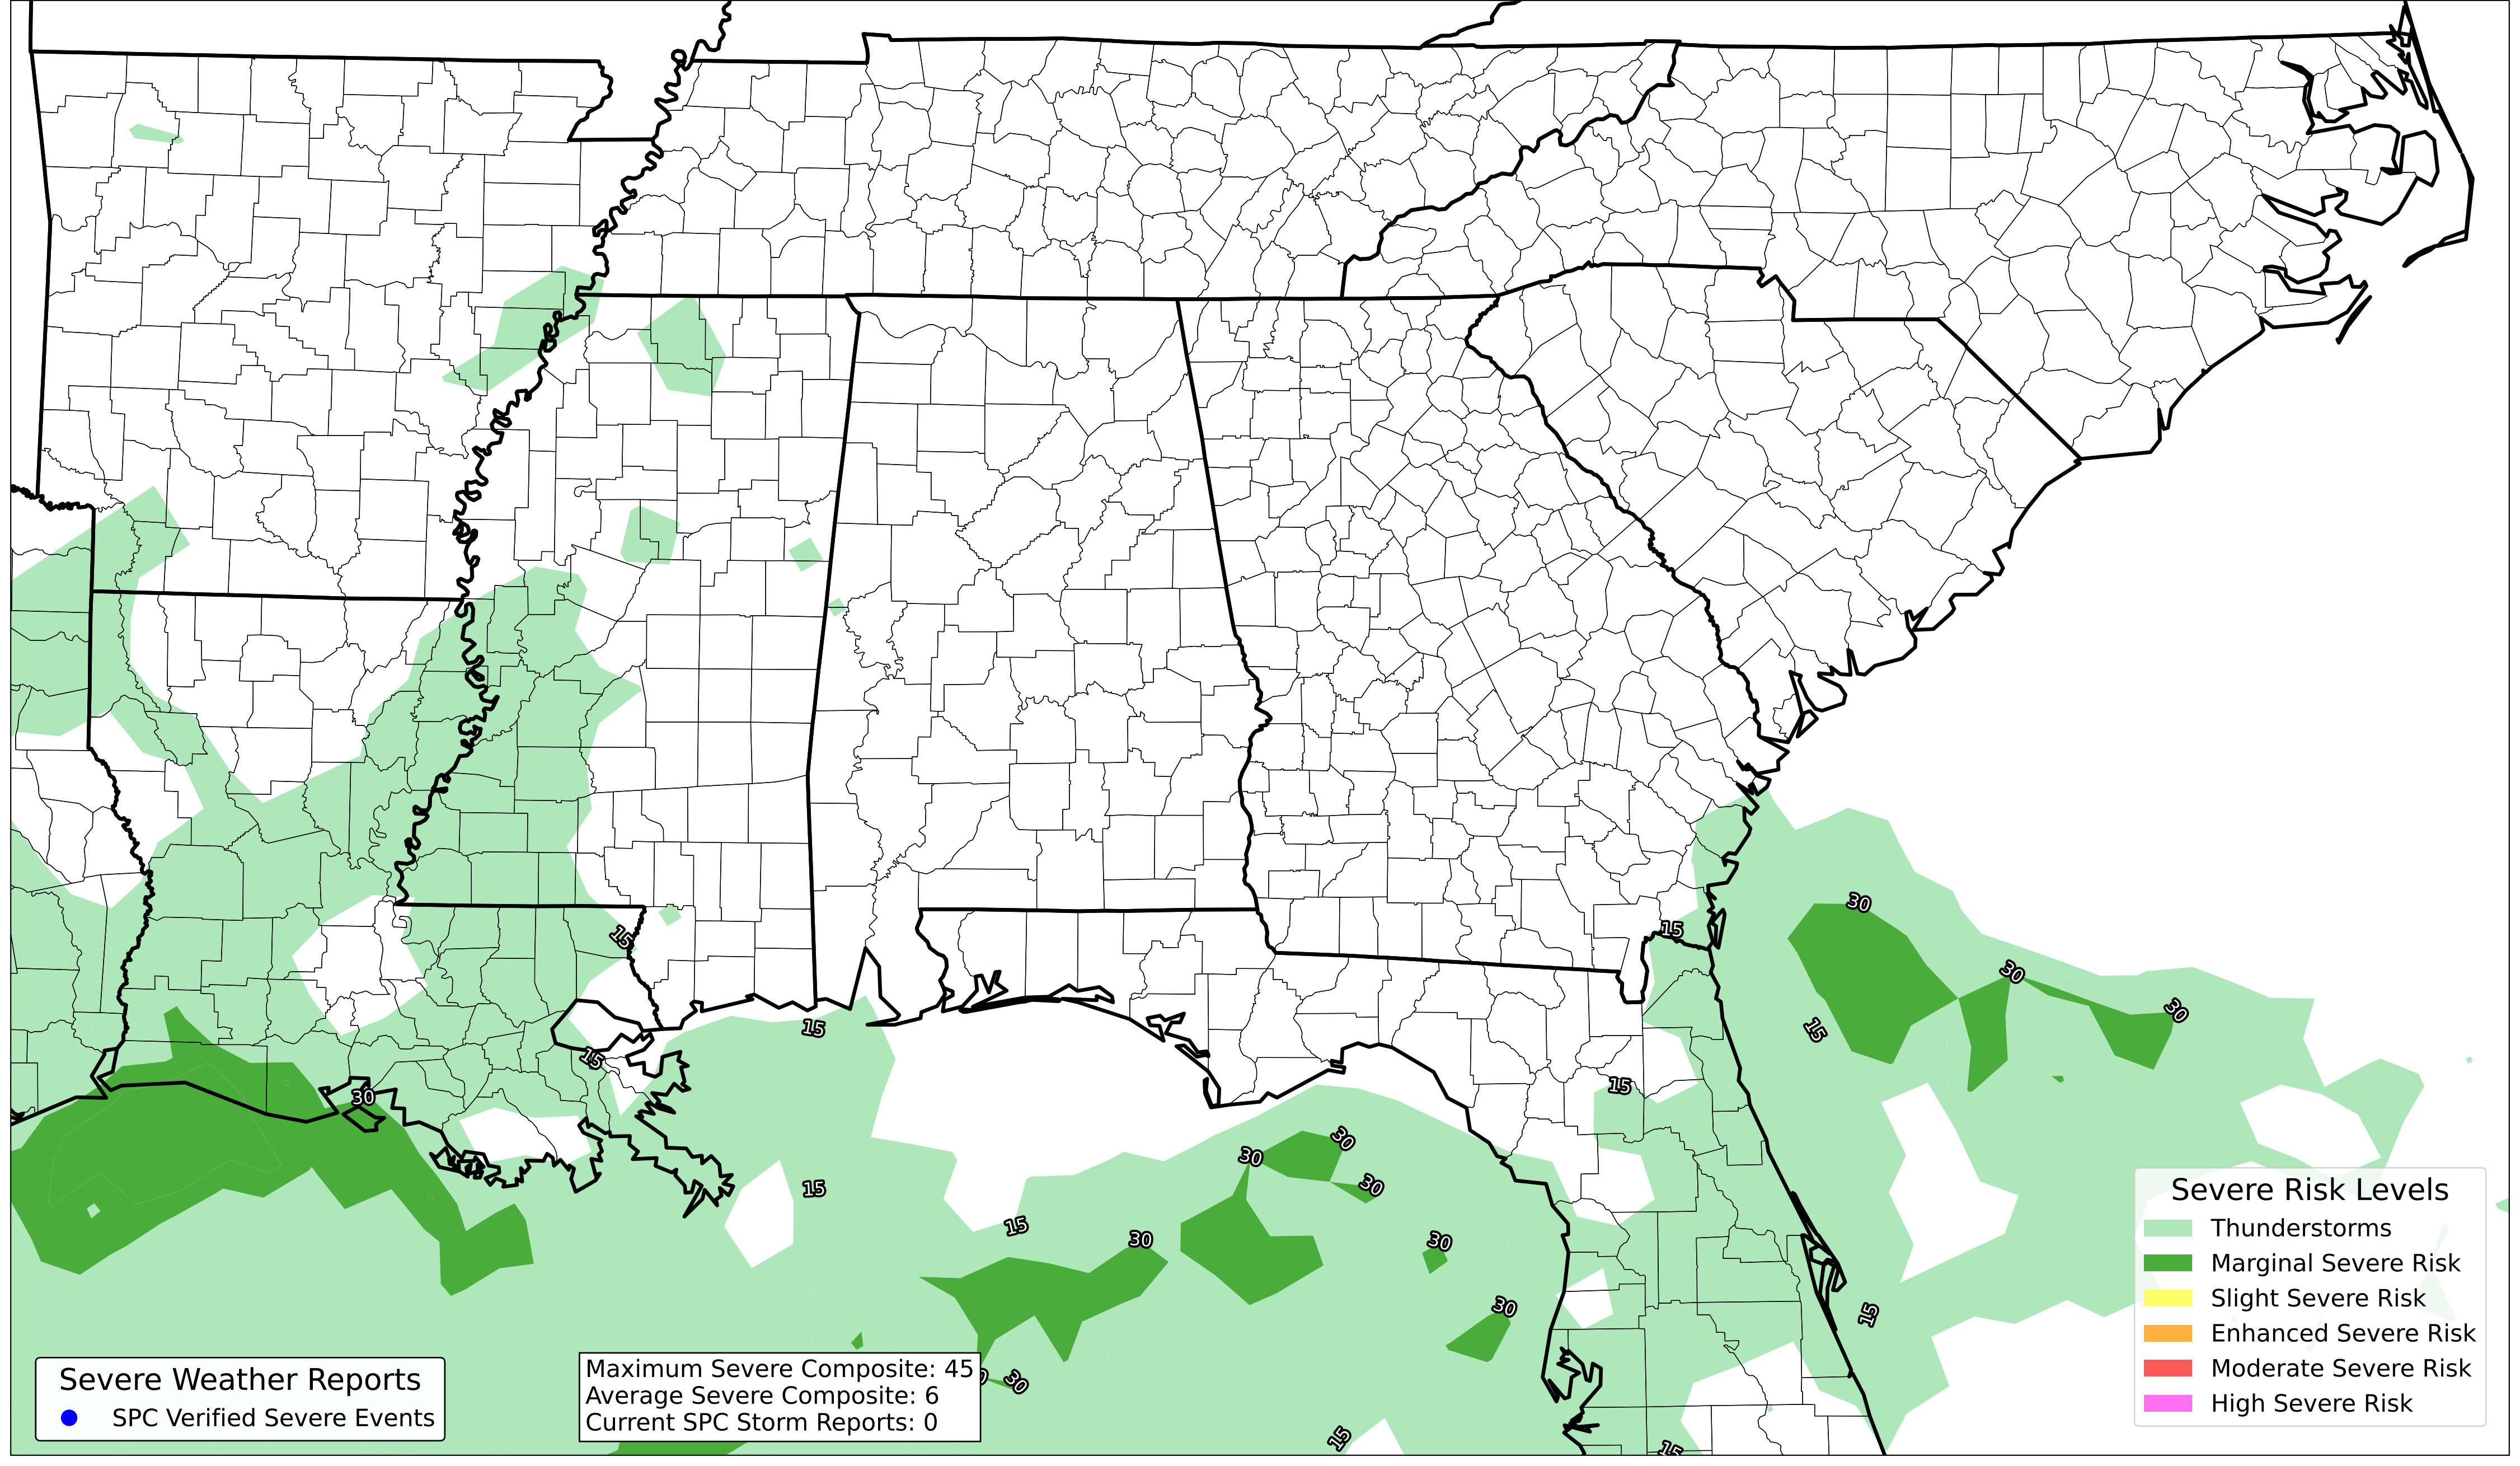 15
30
15
30
30
15
15
15
30
15
30
30
15
30
15
30
30
30
15
30
15
15
Severe Risk Levels
Thunderstorms
Marginal Severe Risk
Slight Severe Risk
Enhanced Severe Risk
Moderate Severe Risk
High Severe Risk
Severe Weather Reports
SPC Verified Severe Events
Maximum Severe Composite: 45
Average Severe Composite: 6
Current SPC Storm Reports: 0